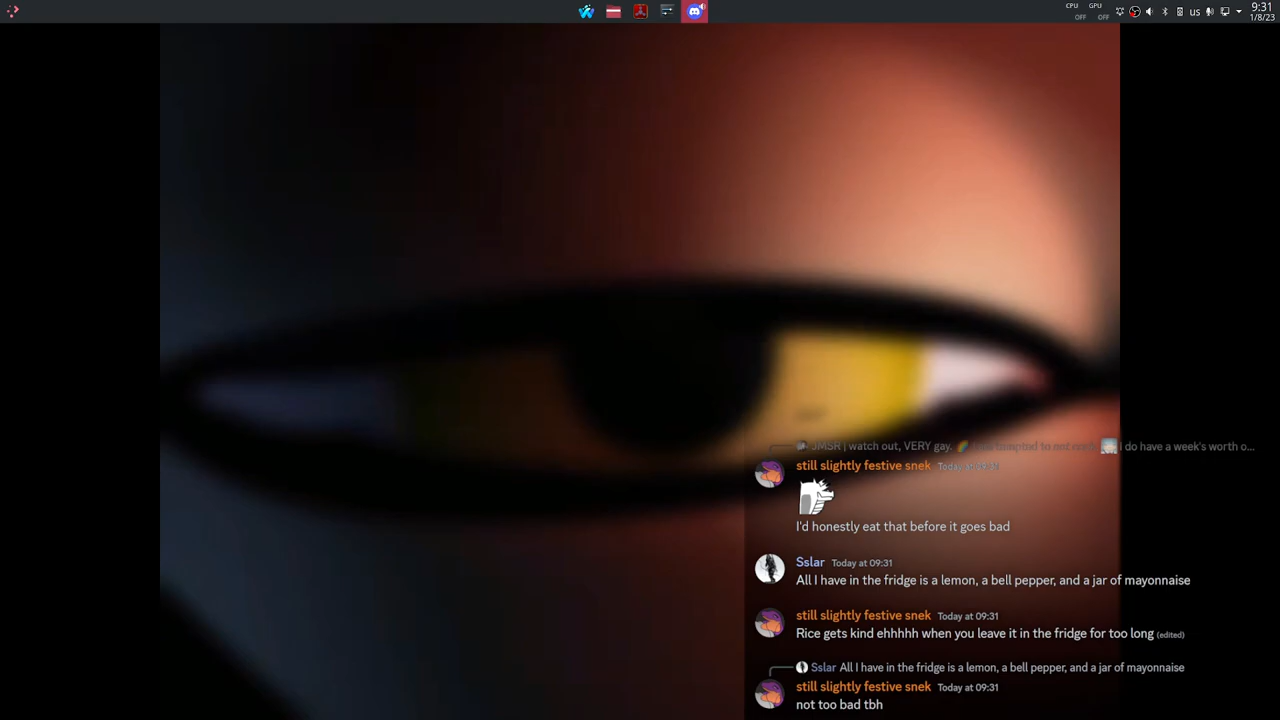 CPU GPU 9:31
OFF OFF us 1/8/23
JMSR | watch out, VERY gay. i do have a week's worth o...
still slightly festive snek Today at
I'd honestly eat that before it goes bad
Sslar Today at 09:31
All I have in the fridge is a lemon, a bell pepper, and a jar of mayonnaise
still slightly festive snek Today at 09:31
Rice gets kind ehhhhh when you leave it in the fridge for too long (edited)
Sslar All I have in the fridge is a lemon, a bell pepper, and a jar of mayonnaise
still slightly festive snek Today at 09:31
not too bad tbh